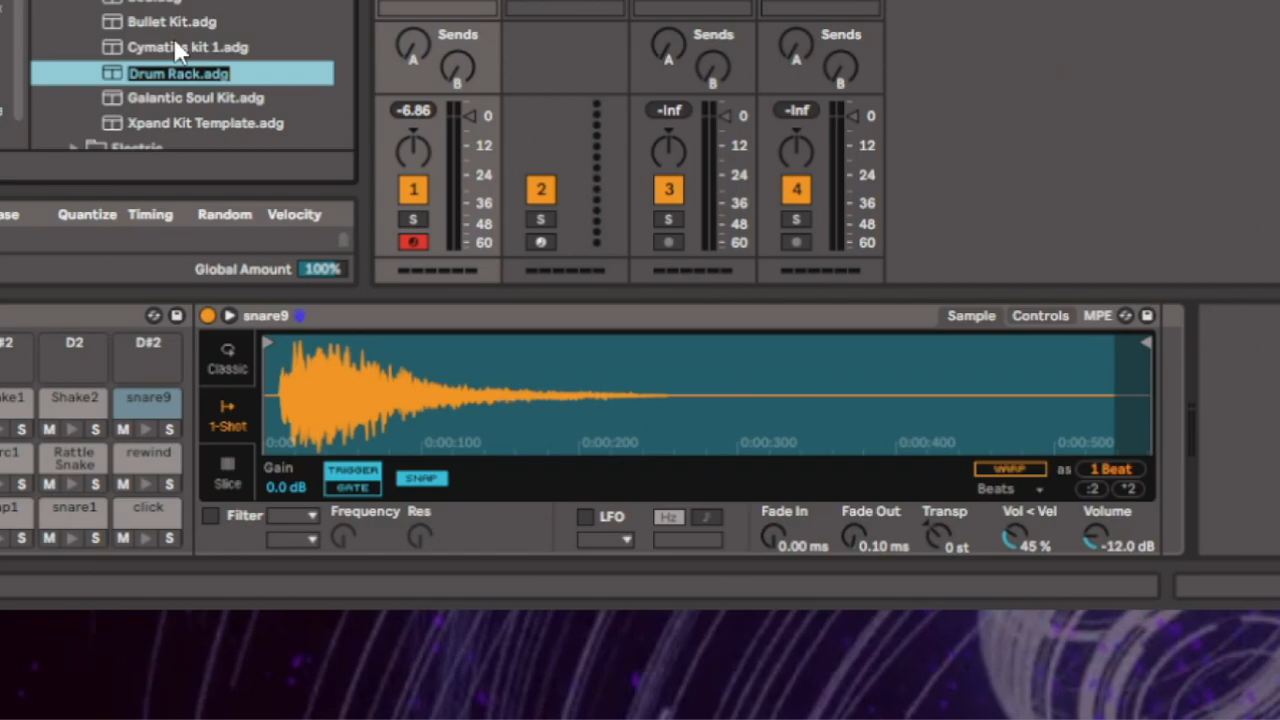 Bullet Kit.adg
Cymatics kit 1.adg
Drum Rack.adg
Galantic Soul Kit.adg
Xpand Kit Template.adg
Electric
Quantize Timing Random Velocity
Global Amount 100%
Sends
A
B
Sends
A
B
Sends
A
B
-6.86
0
12
24
36
48
60
1
S
2
S
-Inf
0
12
24
36
48
60
3
S
-Inf
0
12
24
36
48
60
4
S
D2
D#2
Shake2
snare9
S M S M S
Rattle Snake
rewind
S M S M S
snare1
click
S M S M S
snare9
Sample Controls MPE
Classic
1-Shot
Slice
0:00:100
0:00:200
0:00:300
0:00:400
0:00:500
Gain
0.0 dB
TRIGGER
GATE
SNAP
WARP as 1 Beat
Beats :2 *2
Filter Frequency Res
LFO Hz
Fade In
0.00 ms
Fade Out
0.10 ms
Transp
0 st
Vol < Vel
45 %
Volume
-12.0 dB